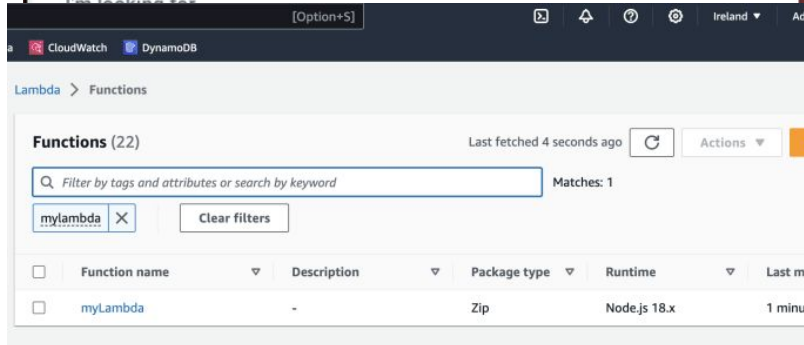 I'm looking for
[Option+S] Ireland
CloudWatch DynamoDB
Lambda > Functions
Functions (22) Last fetched 4 seconds ago Actions
Filter by tags and attributes or search by keyword Matches: 1
mylambda Clear filters
Function name Description Package type Runtime
myLambda - Zip Node.js 18.x 1